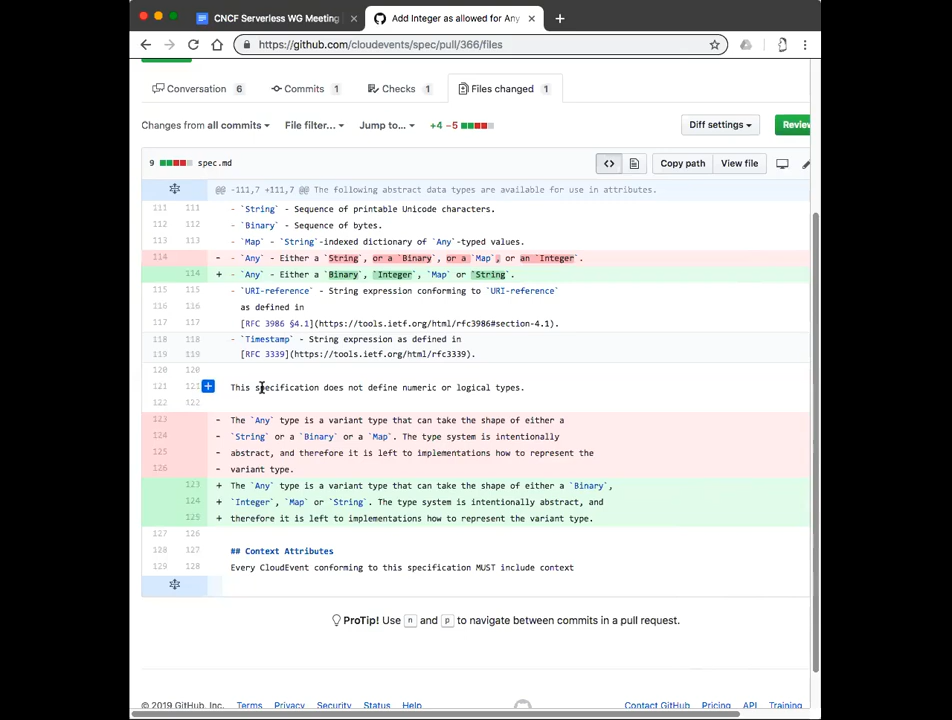 CNCF Serverless WG Meeting
Add Integer as allowed for Any
https://github.com/cloudevents/spec/pull/366/files
Conversation 6
Commits 1
Checks 1
Files changed 1
Changes from all commits
File filter...
Jump to...
+4 −5
Diff settings
Review
9 spec.md
Copy path
View file
@@ -111,7 +111,7 @@ The following abstract data types are available for use in attributes.
111 111 - `String` - Sequence of printable Unicode characters.
112 112 - `Binary` - Sequence of bytes.
113 113 - `Map` - `String`-indexed dictionary of `Any`-typed values.
114 - - `Any` - Either a `String`, or a `Binary`, or a `Map`, or an `Integer`.
114 + - `Any` - Either a `Binary`, `Integer`, `Map` or `String`.
115 115 - `URI-reference` - String expression conforming to `URI-reference`
116 116 as defined in
117 117 [RFC 3986 §4.1](https://tools.ietf.org/html/rfc3986#section-4.1).
118 118 - `Timestamp` - String expression as defined in
119 119 [RFC 3339](https://tools.ietf.org/html/rfc3339).
120 120
121 121 This specification does not define numeric or logical types.
122 122
123 - The `Any` type is a variant type that can take the shape of either a
124 - `String` or a `Binary` or a `Map`. The type system is intentionally
125 - abstract, and therefore it is left to implementations how to represent the
126 - variant type.
123 + The `Any` type is a variant type that can take the shape of either a `Binary`,
124 + `Integer`, `Map` or `String`. The type system is intentionally abstract, and
125 + therefore it is left to implementations how to represent the variant type.
127 126
128 127 ## Context Attributes
129 128 Every CloudEvent conforming to this specification MUST include context
ProTip! Use n and p to navigate between commits in a pull request.
© 2019 GitHub, Inc. Terms Privacy Security Status Help
Contact GitHub Pricing API Training